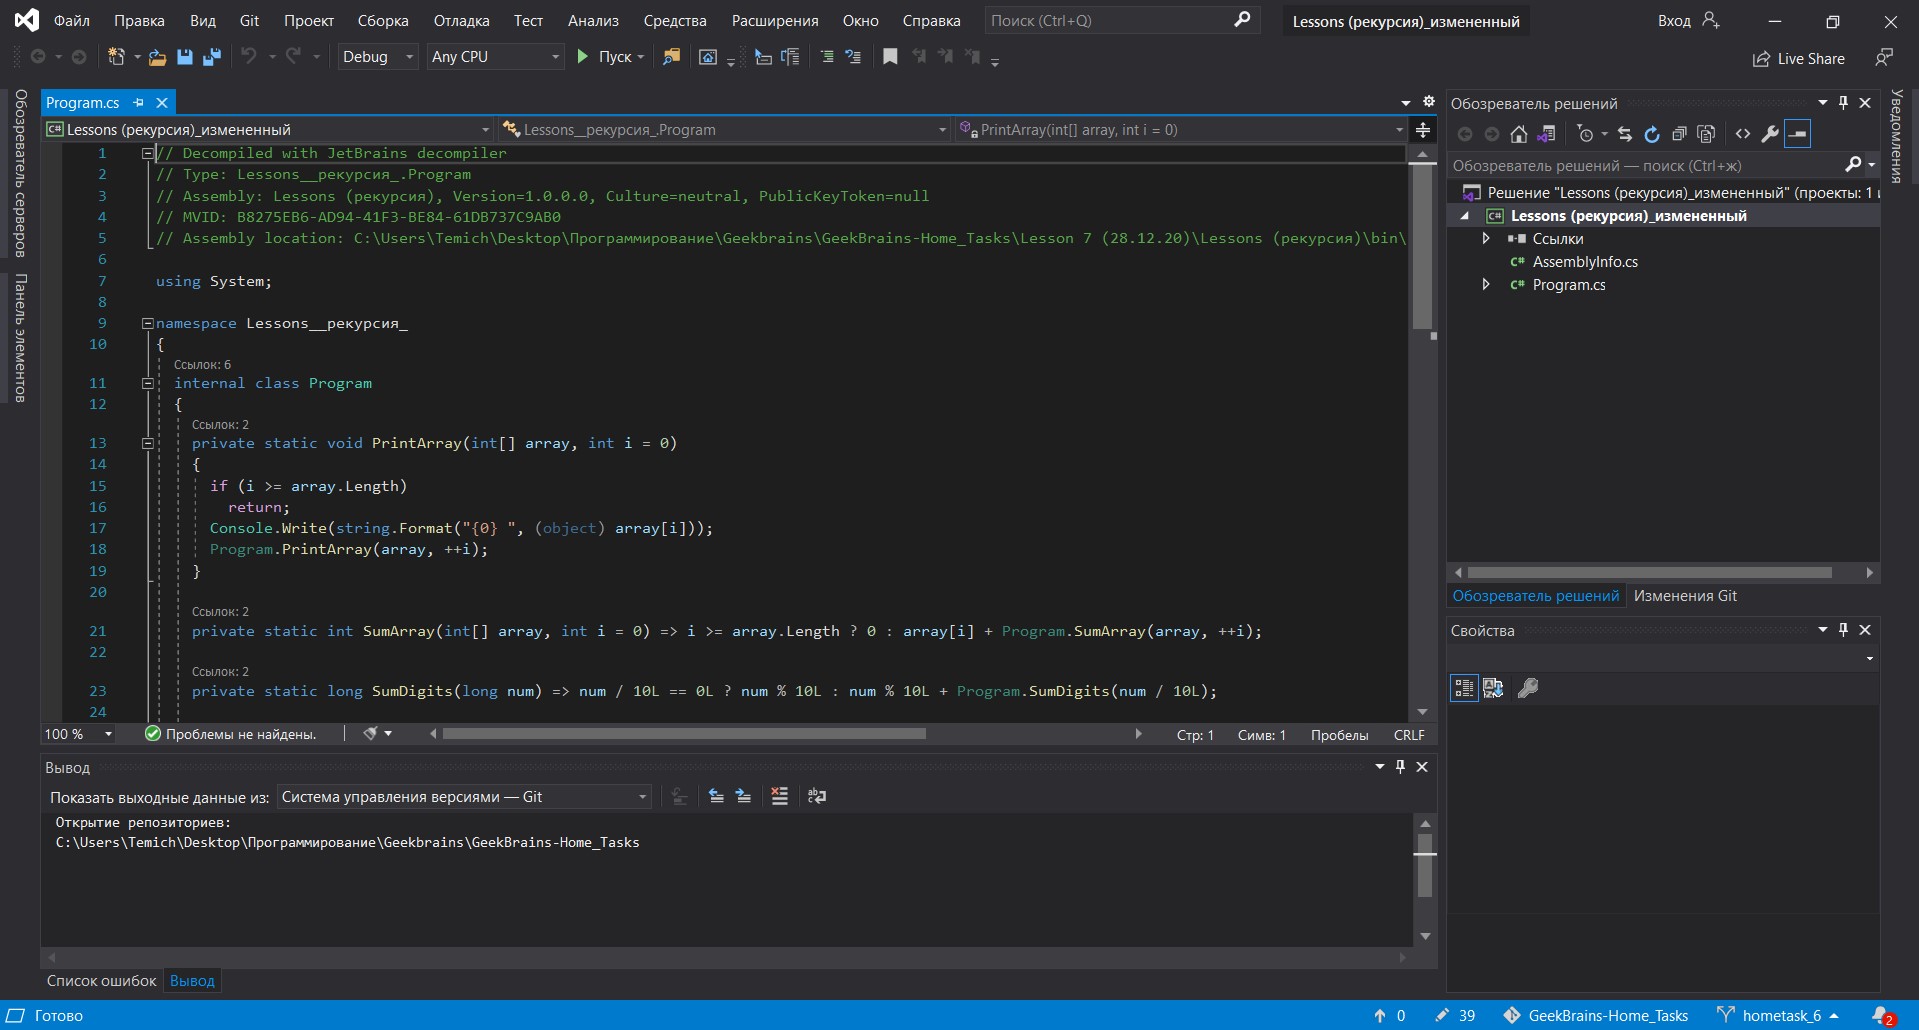 Файл Правка Вид Git Проект Сборка Отладка Тест Анализ Средства Расширения Окно Справка Поиск (Ctrl+Q) Lessons (рекурсия)_измененный Вход
Debug Any CPU Пуск Live Share
Обозреватель серверов
Панель элементов
Program.cs
Lessons (рекурсия)_измененный Lessons__рекурсия_.Program PrintArray(int[] array, int i = 0)
1 // Decompiled with JetBrains decompiler
2 // Type: Lessons__рекурсия_.Program
3 // Assembly: Lessons (рекурсия), Version=1.0.0.0, Culture=neutral, PublicKeyToken=null
4 // MVID: B8275EB6-AD94-41F3-BE84-61DB737C9AB0
5 // Assembly location: C:\Users\Temich\Desktop\Программирование\Geekbrains\GeekBrains-Home_Tasks\Lesson 7 (28.12.20)\Lessons (рекурсия)\bin\
6
7 using System;
8
9 namespace Lessons__рекурсия_
10 {
Ссылок: 6
11 internal class Program
12 {
Ссылок: 2
13 private static void PrintArray(int[] array, int i = 0)
14 {
15 if (i >= array.Length)
16 return;
17 Console.Write(string.Format("{0} ", (object) array[i]));
18 Program.PrintArray(array, ++i);
19 }
20
Ссылок: 2
21 private static int SumArray(int[] array, int i = 0) => i >= array.Length ? 0 : array[i] + Program.SumArray(array, ++i);
22
Ссылок: 2
23 private static long SumDigits(long num) => num / 10L == 0L ? num % 10L : num % 10L + Program.SumDigits(num / 10L);
24
100 % Проблемы не найдены. Стр: 1 Симв: 1 Пробелы CRLF
Вывод
Показать выходные данные из: Система управления версиями — Git
Открытие репозиториев:
C:\Users\Temich\Desktop\Программирование\Geekbrains\GeekBrains-Home_Tasks
Список ошибок Вывод
Обозреватель решений
Обозреватель решений — поиск (Ctrl+ж)
Решение "Lessons (рекурсия)_измененный" (проекты: 1 и
Lessons (рекурсия)_измененный
Ссылки
AssemblyInfo.cs
Program.cs
Обозреватель решений Изменения Git
Свойства
Уведомления
Готово 0 39 GeekBrains-Home_Tasks hometask_6 2